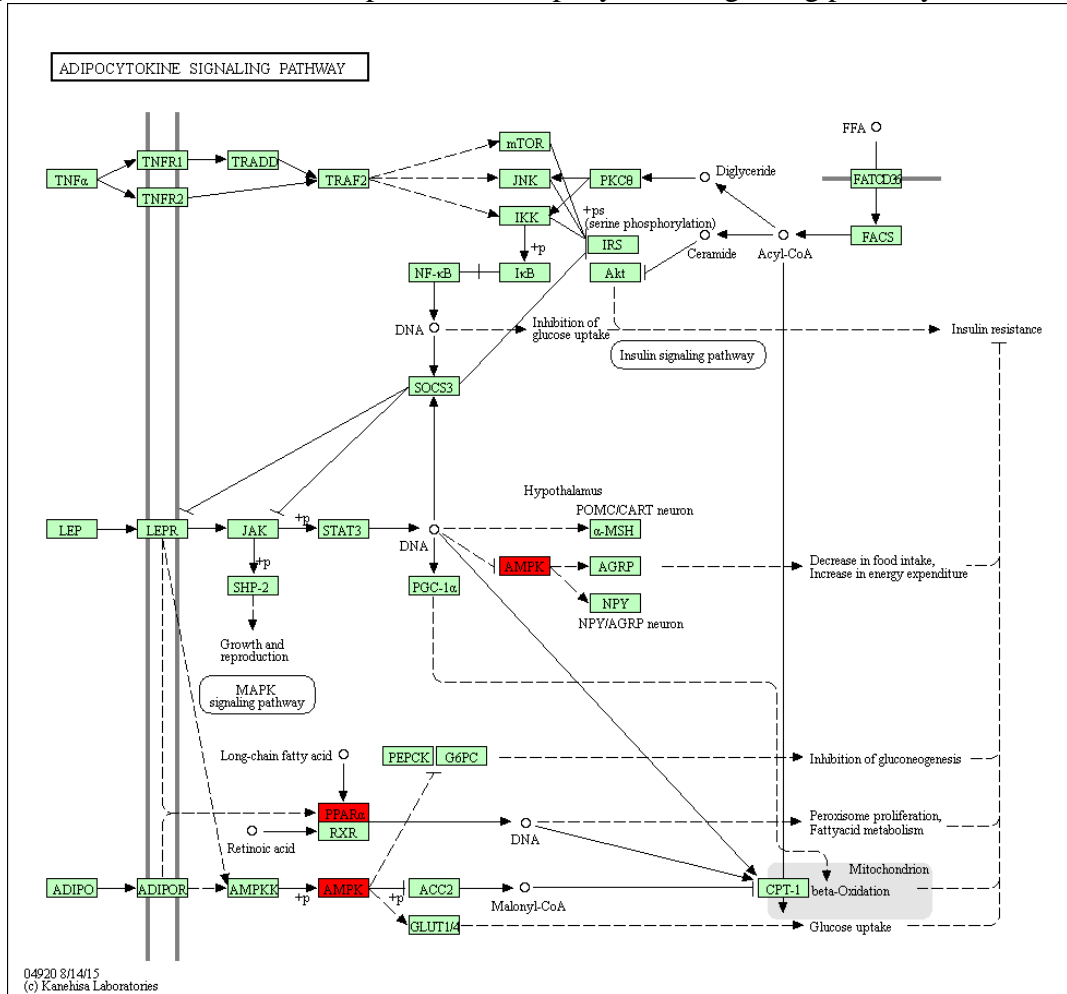 ADIPOCYTOKINE SIGNALING PATHWAY
FFA
TNFα
TNFR1
TRADD
TNFR2
TRAF2
mTOR
JNK
PKCθ
Diglyceride
FATCD36
IKK
+ps
(serine phosphorylation)
+p
IRS
Ceramide
Acyl-CoA
FACS
NF-κB
IκB
Akt
DNA
Inhibition of
glucose uptake
Insulin signaling pathway
Insulin resistance
SOCS3
Hypothalamus
POMC/CART neuron
LEP
LEPR
JAK
+p
STAT3
DNA
α-MSH
+p
SHP-2
PGC-1α
AMPK
AGRP
Decrease in food intake,
Increase in energy expenditure
NPY
NPY/AGRP neuron
Growth and
reproduction
MAPK
signaling pathway
Long-chain fatty acid
PEPCK
G6PC
Inhibition of gluconeogenesis
PPARα
RXR
Retinoic acid
DNA
Peroxisome proliferation,
Fattyacid metabolism
Mitochondrion
ADIPO
ADIPOR
AMPKK
+p
AMPK
+p
ACC2
Malonyl-CoA
CPT-1
beta-Oxidation
GLUT1/4
Glucose uptake
04920 8/14/15
(c) Kanehisa Laboratories